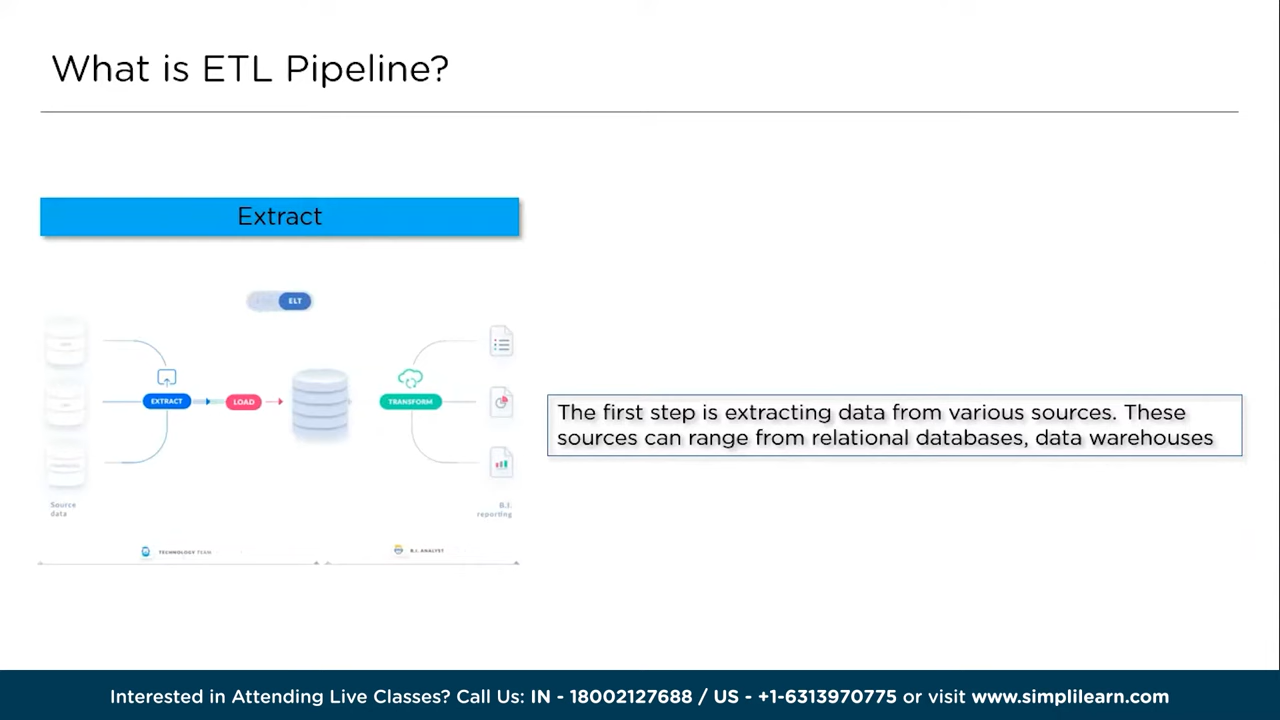 What is ETL Pipeline?
Extract
ELT
EXTRACT
LOAD
TRANSFORM
The first step is extracting data from various sources. These
sources can range from relational databases, data warehouses
Source
data
B.I.
reporting
TECHNOLOGY TEAM
B.I. ANALYST
Interested in Attending Live Classes? Call Us: IN - 18002127688 / US - +1-6313970775 or visit www.simplilearn.com